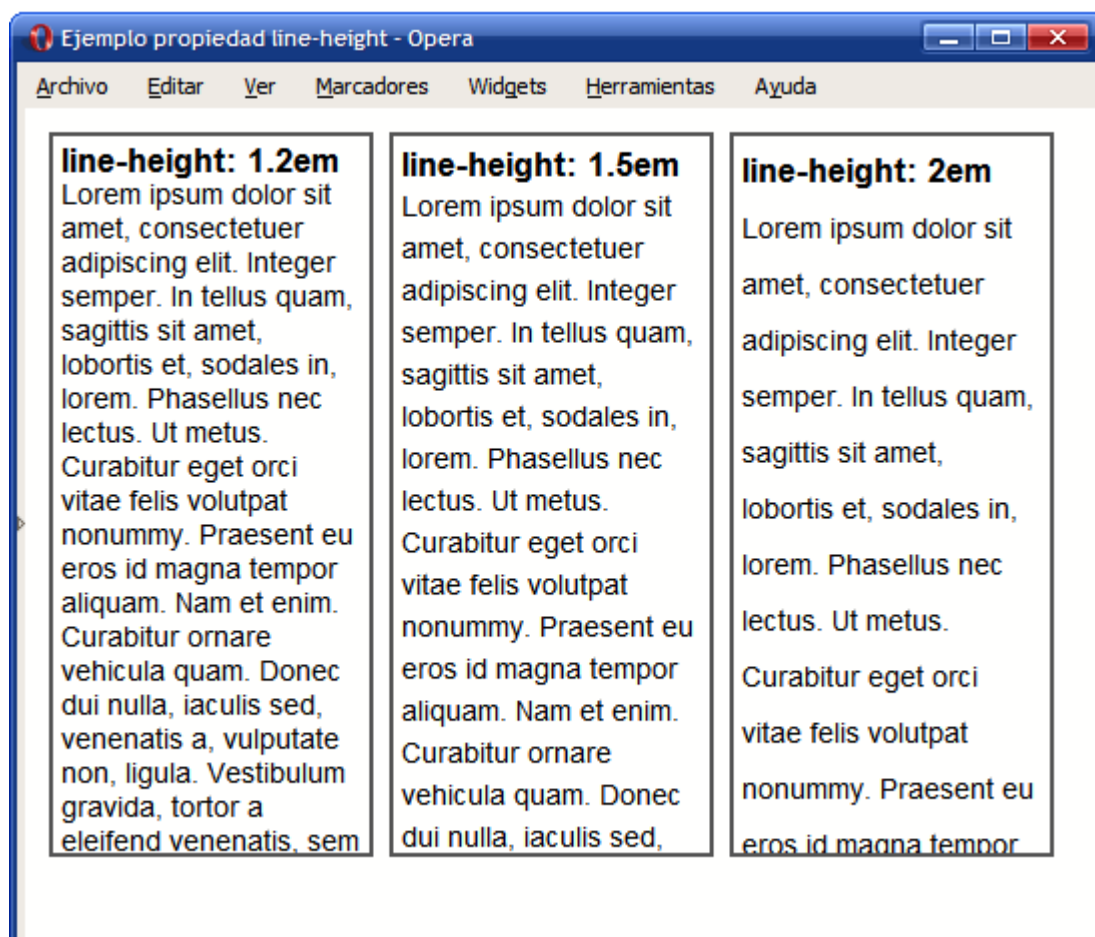 Ejemplo propiedad line-height - Opera
Archivo Editar Ver Marcadores Widgets Herramientas Ayuda
line-height: 1.2em
Lorem ipsum dolor sit
amet, consectetuer
adipiscing elit. Integer
semper. In tellus quam,
sagittis sit amet,
lobortis et, sodales in,
lorem. Phasellus nec
lectus. Ut metus.
Curabitur eget orci
vitae felis volutpat
nonummy. Praesent eu
eros id magna tempor
aliquam. Nam et enim.
Curabitur ornare
vehicula quam. Donec
dui nulla, iaculis sed,
venenatis a, vulputate
non, ligula. Vestibulum
gravida, tortor a
eleifend venenatis, sem
line-height: 1.5em
Lorem ipsum dolor sit
amet, consectetuer
adipiscing elit. Integer
semper. In tellus quam,
sagittis sit amet,
lobortis et, sodales in,
lorem. Phasellus nec
lectus. Ut metus.
Curabitur eget orci
vitae felis volutpat
nonummy. Praesent eu
eros id magna tempor
aliquam. Nam et enim.
Curabitur ornare
vehicula quam. Donec
dui nulla, iaculis sed,
line-height: 2em
Lorem ipsum dolor sit
amet, consectetuer
adipiscing elit. Integer
semper. In tellus quam,
sagittis sit amet,
lobortis et, sodales in,
lorem. Phasellus nec
lectus. Ut metus.
Curabitur eget orci
vitae felis volutpat
nonummy. Praesent eu
eros id magna tempor